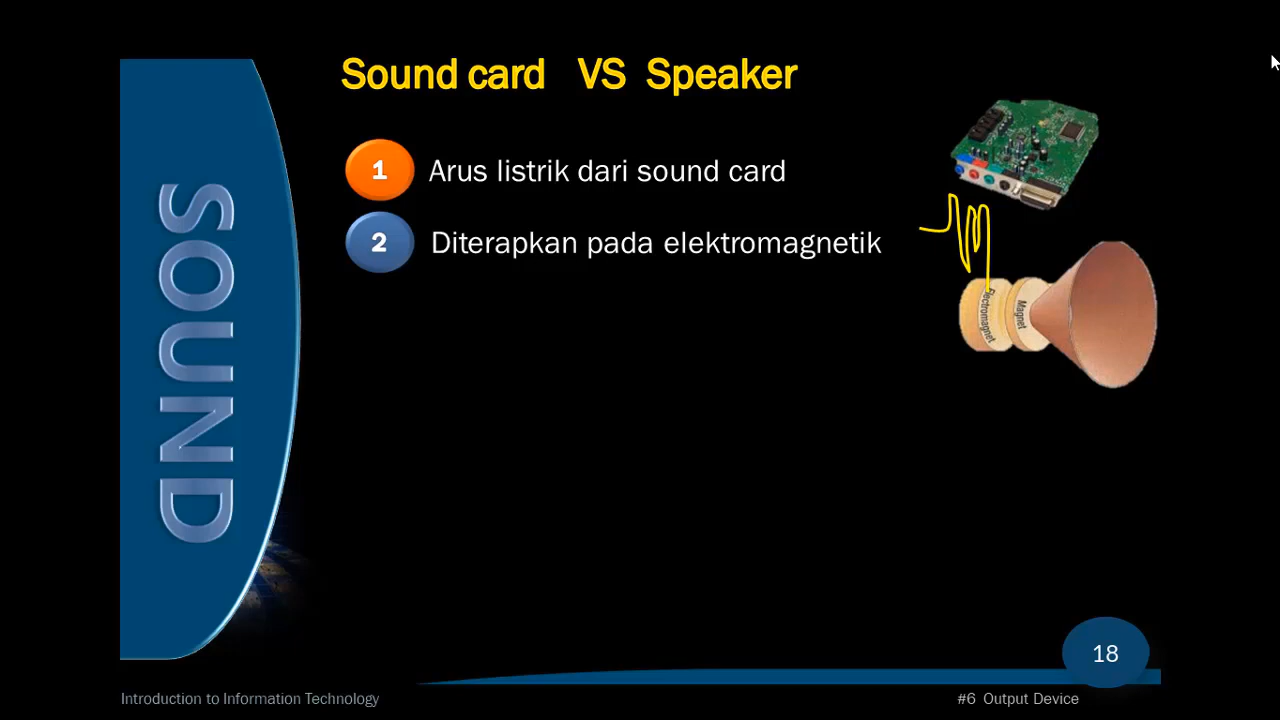 Sound card VS Speaker
SOUND
1 Arus listrik dari sound card
2 Diterapkan pada elektromagnetik
Electromagnet
Magnet
18
Introduction to Information Technology
#6 Output Device